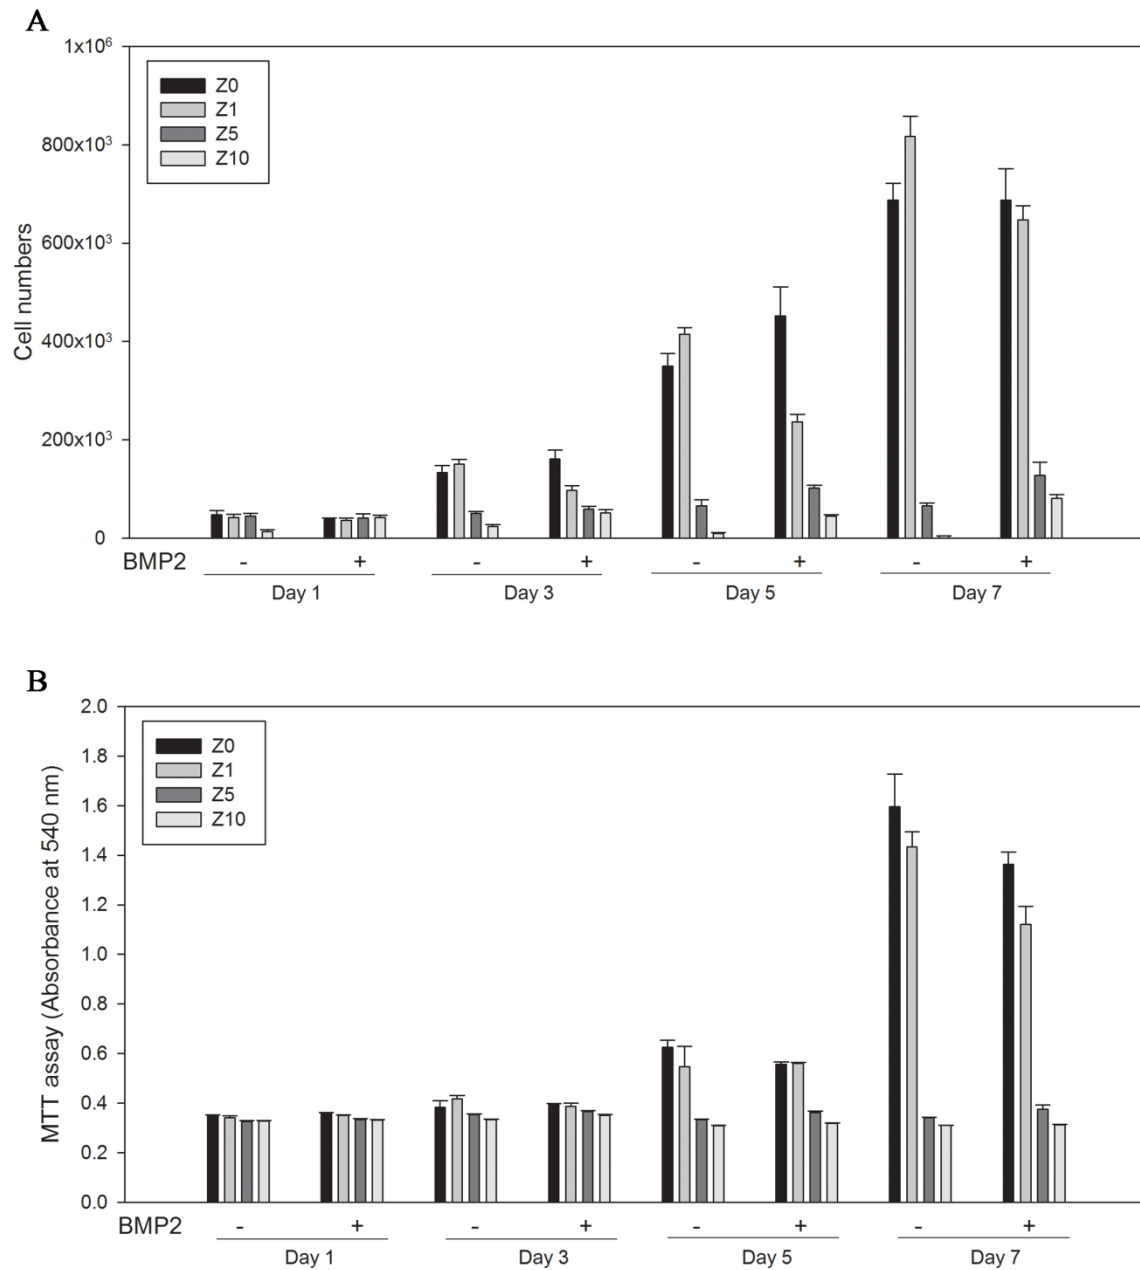 A
1x10⁶
800x10³
600x10³
400x10³
200x10³
0
Cell numbers
Z0
Z1
Z5
Z10
BMP2 - + - + - + - +
Day 1 Day 3 Day 5 Day 7
B
2.0
1.8
1.6
1.4
1.2
1.0
0.8
0.6
0.4
0.2
0.0
MTT assay (Absorbance at 540 nm)
Z0
Z1
Z5
Z10
BMP2 - + - + - + - +
Day 1 Day 3 Day 5 Day 7